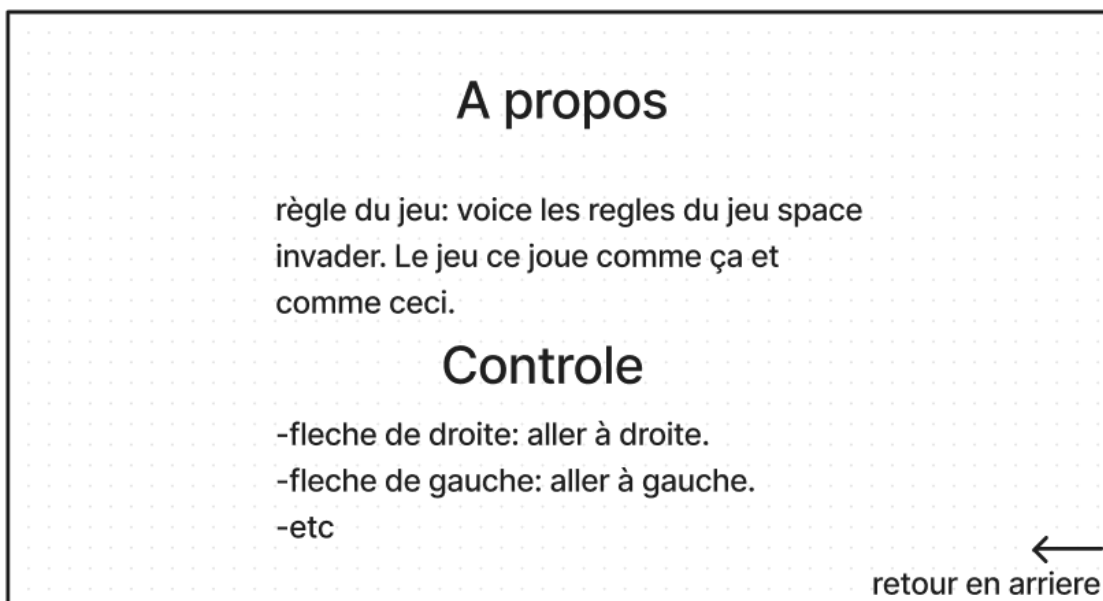 A propos
règle du jeu: voice les regles du jeu space
invader. Le jeu ce joue comme ça et
comme ceci.
Controle
-fleche de droite: aller à droite.
-fleche de gauche: aller à gauche.
-etc
retour en arriere